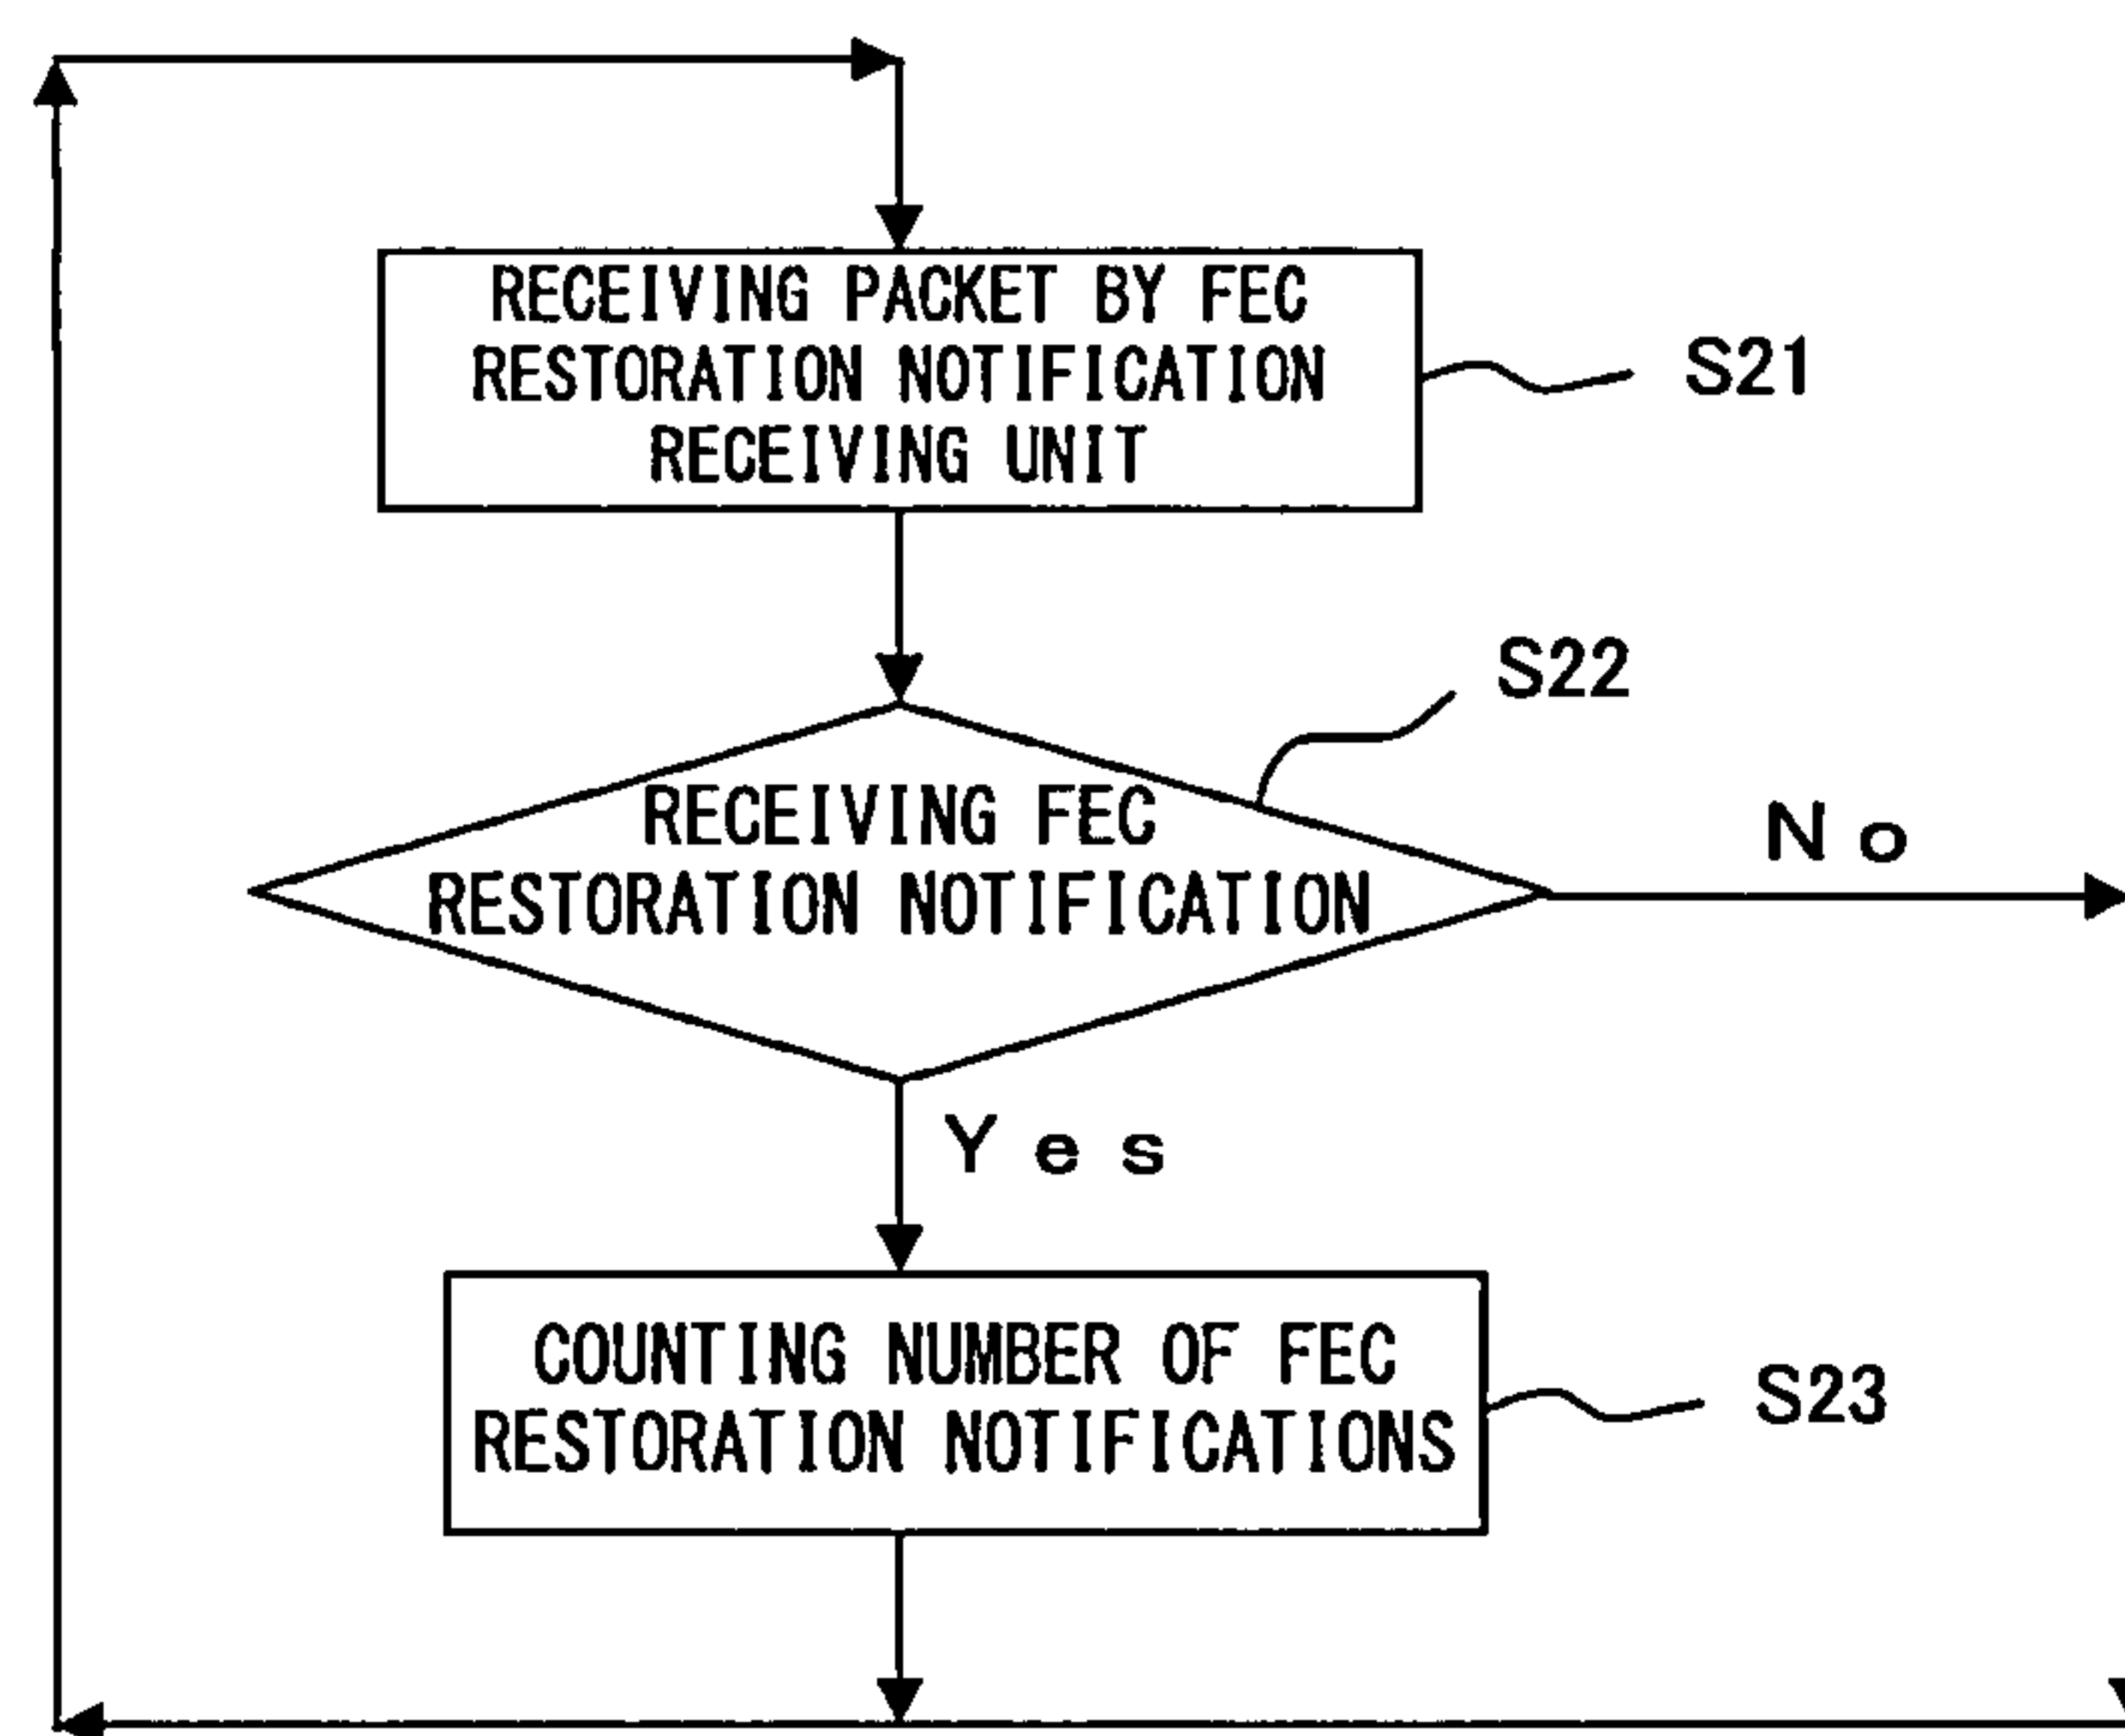 RECEIVING PACKET BY FEC
RESTORATION NOTIFICATION
RECEIVING UNIT
S21
S22
RECEIVING FEC
RESTORATION NOTIFICATION
No
Yes
COUNTING NUMBER OF FEC
RESTORATION NOTIFICATIONS
S23